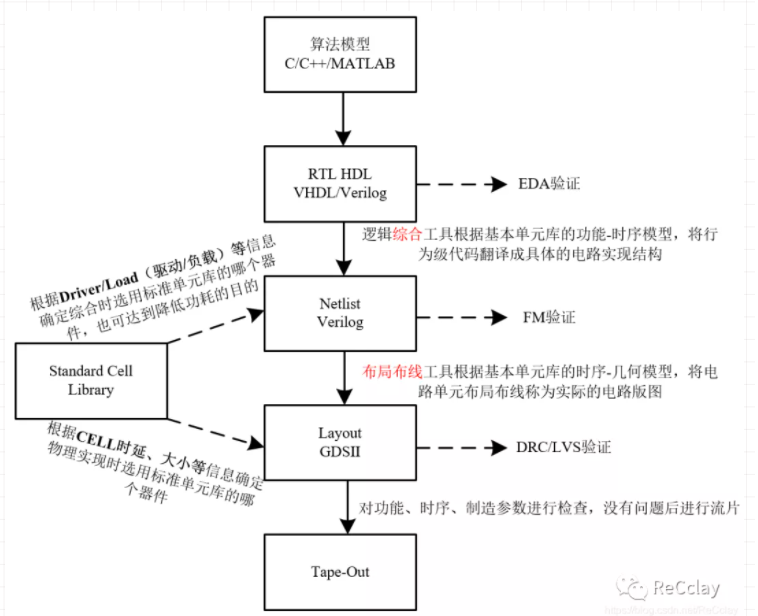 算法模型
C/C++/MATLAB
RTL HDL
VHDL/Verilog
EDA验证
逻辑综合工具根据基本单元库的功能-时序模型，将行
为级代码翻译成具体的电路实现结构
根据Driver/Load（驱动/负载）等信息
确定综合时选用标准单元库的哪个器
件，也可达到降低功耗的目的
Netlist
Verilog
FM验证
Standard Cell
Library
布局布线工具根据基本单元库的时序-几何模型，将电
路单元布局布线称为实际的电路版图
根据CELL时延、大小等信息确定
物理实现时选用标准单元库的哪
个器件
Layout
GDSII
DRC/LVS验证
对功能、时序、制造参数进行检查，没有问题后进行流片
Tape-Out
ReCclay